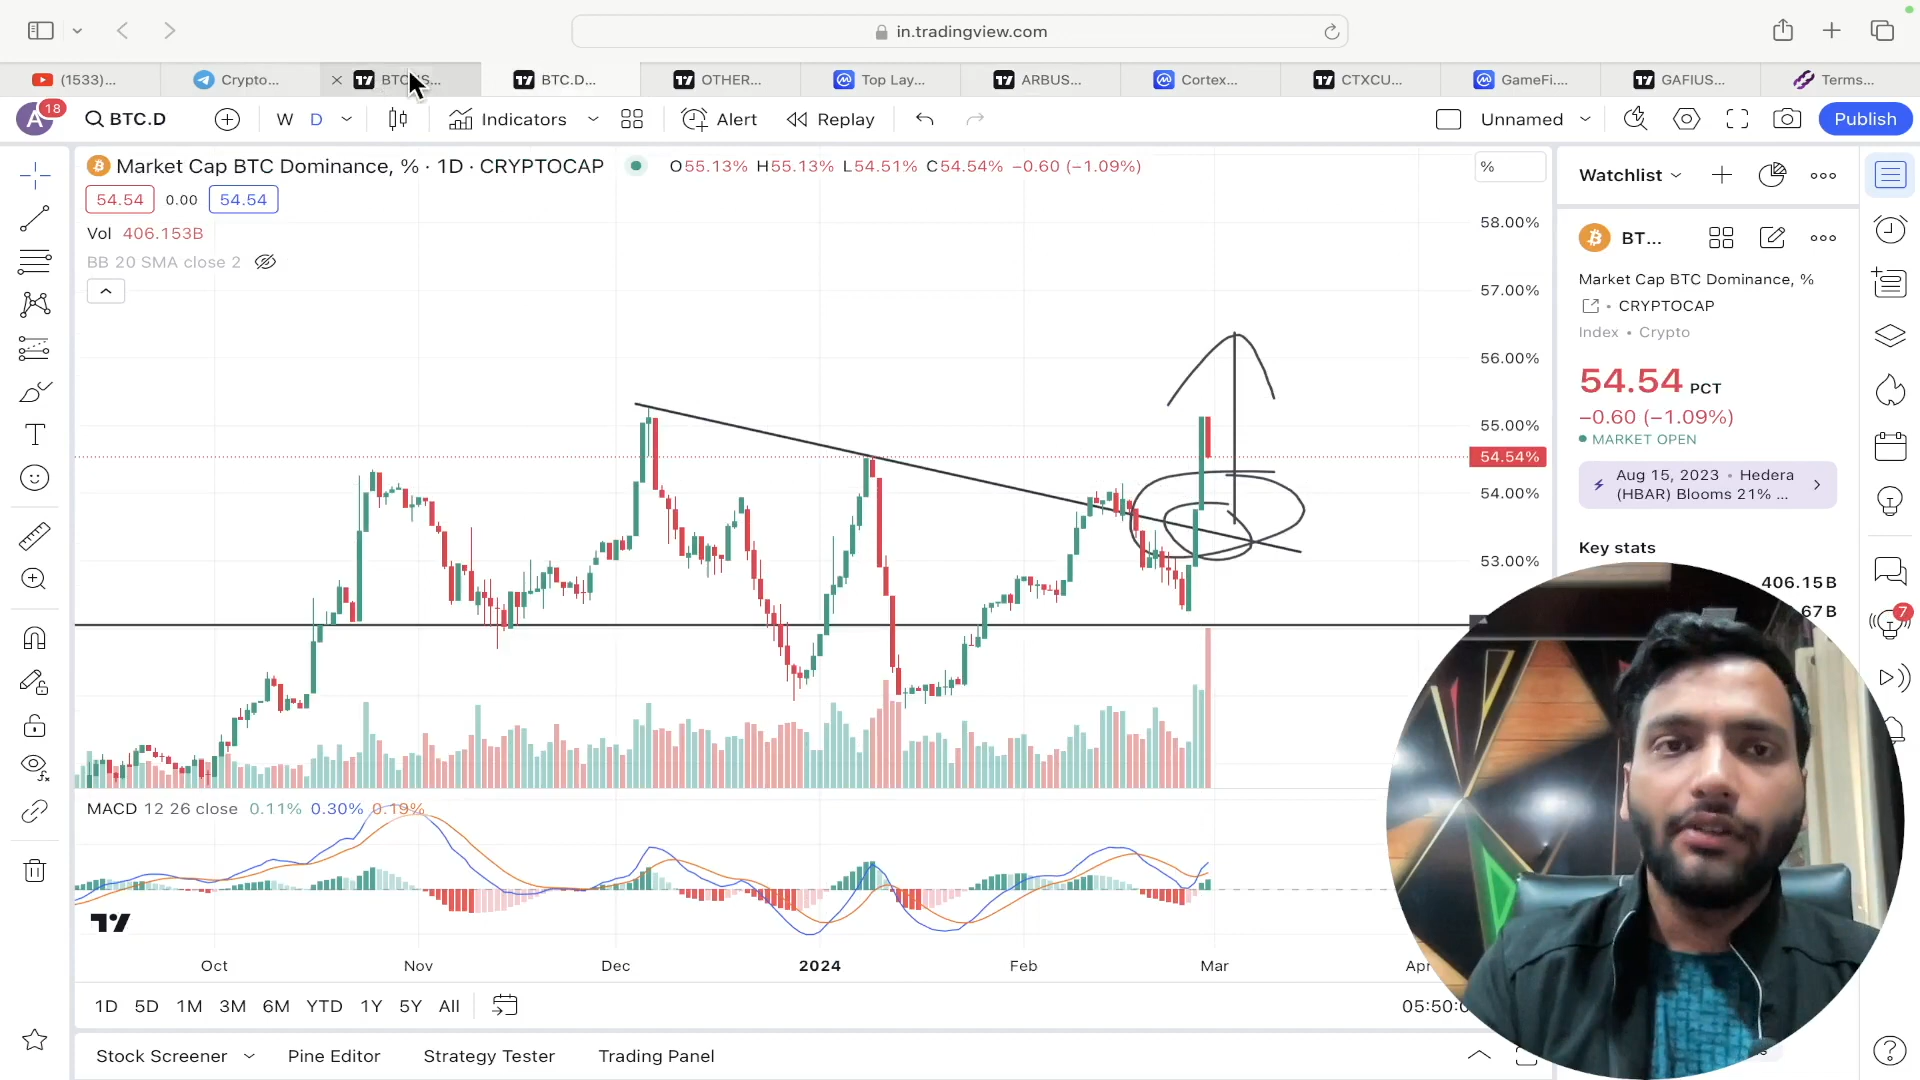 in.tradingview.com
(1533)...
Crypto...
BTC.D...
OTHER...
Top Lay...
ARBUS...
Cortex...
CTXCU...
GameFi...
GAFIUS...
Terms...
A
18
BTC.D
W
D
Indicators
Alert
Replay
Unnamed
Publish
Market Cap BTC Dominance, % · 1D · CRYPTOCAP
O55.13% H55.13% L54.51% C54.54% −0.60 (−1.09%)
54.54
0.00
54.54
Vol 406.153B
BB 20 SMA close 2
%
58.00%
57.00%
56.00%
55.00%
54.54%
54.00%
53.00%
MACD 12 26 close 0.11% 0.30% 0.19%
Oct
Nov
Dec
2024
Feb
Mar
1D 5D 1M 3M 6M YTD 1Y 5Y All
Stock Screener
Pine Editor
Strategy Tester
Trading Panel
Watchlist
BT...
Market Cap BTC Dominance, %
• CRYPTOCAP
Index • Crypto
54.54 PCT
−0.60 (−1.09%)
MARKET OPEN
Aug 15, 2023 • Hedera
(HBAR) Blooms 21% ...
Key stats
406.15B
7